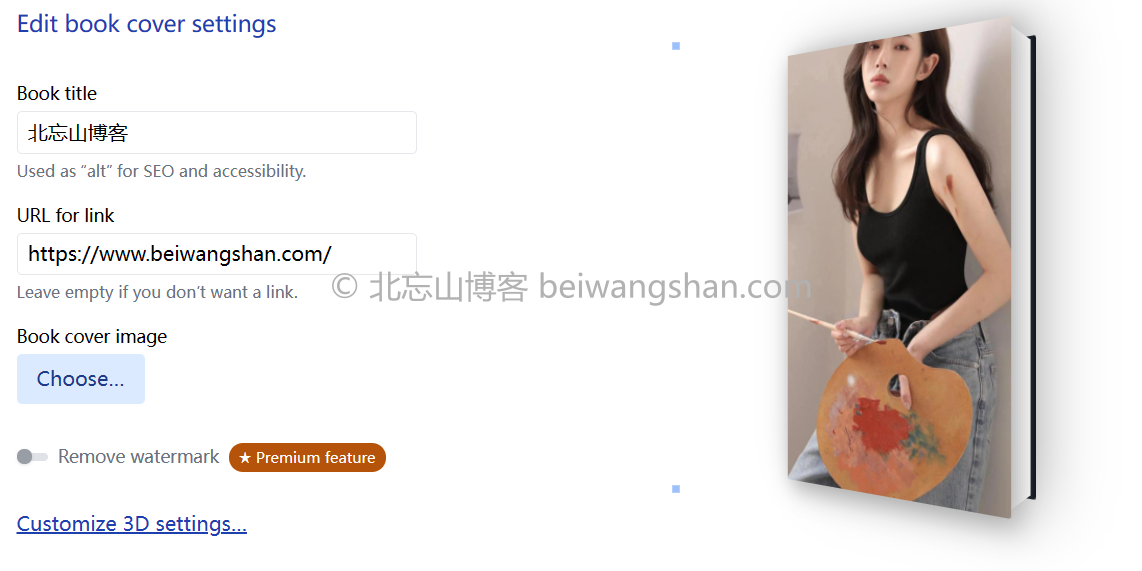 Edit book cover settings
Book title
北忘山博客
Used as “alt” for SEO and accessibility.
URL for link
https://www.beiwangshan.com/
Leave empty if you don’t want a link.
© 北忘山博客 beiwangshan.com
Book cover image
Choose...
Remove watermark ★ Premium feature
Customize 3D settings...